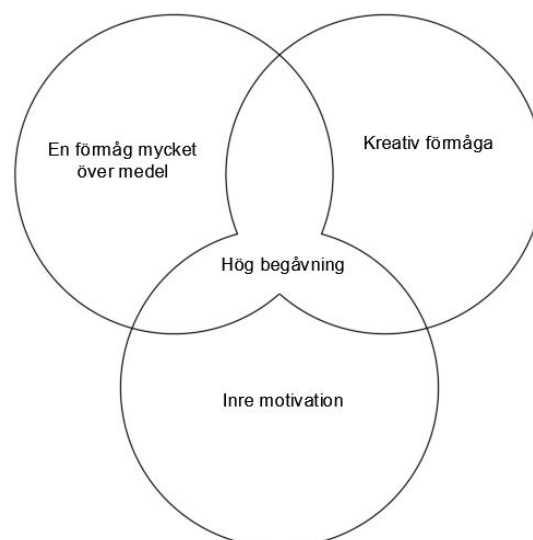 En förmåg mycket
över medel
Kreativ förmåga
Hög begåvning
Inre motivation